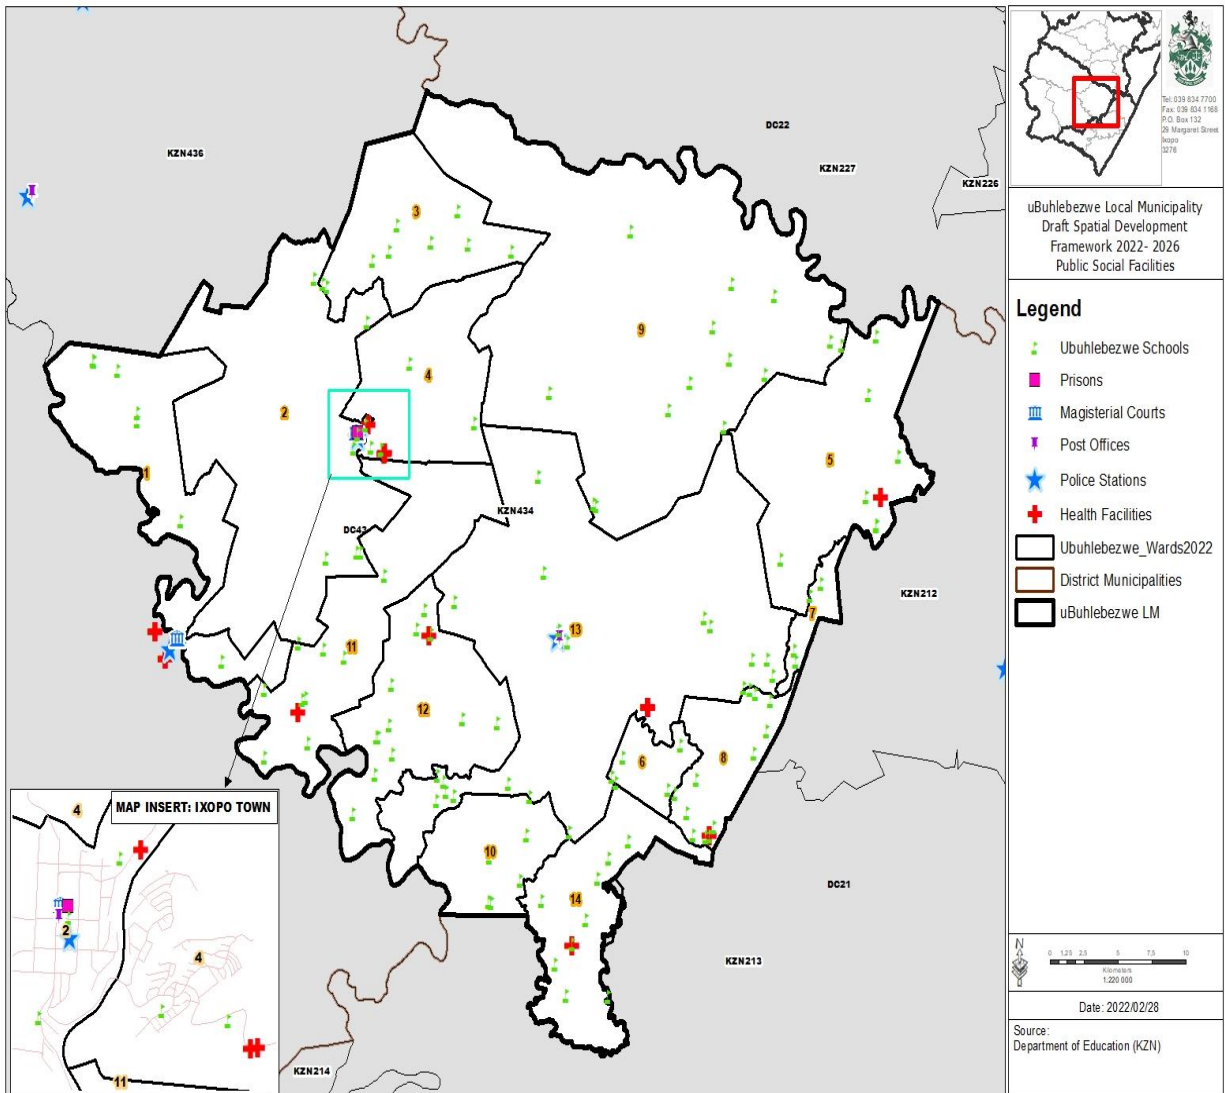 DC22
KZN436
KZN227
KZN226
3
9
4
2
5
1
KZN434
DC43
KZN212
7
13
11
12
6
8
10
14
DC21
KZN213
KZN214
MAP INSERT: IXOPO TOWN
4
2
4
11
Tel: 039 834 7700
Fax: 039 834 1168
P.O. Box 132
29 Margaret Street
Ixopo
3276
uBuhlebezwe Local Municipality
Draft Spatial Development
Framework 2022- 2026
Public Social Facilities
Legend
Ubuhlebezwe Schools
Prisons
Magisterial Courts
Post Offices
Police Stations
Health Facilities
Ubuhlebezwe_Wards2022
District Municipalities
uBuhlebezwe LM
N
0 1,25 2,5 5 7,5 10
Kilometers
1:220 000
Date: 2022/02/28
Source:
Department of Education (KZN)